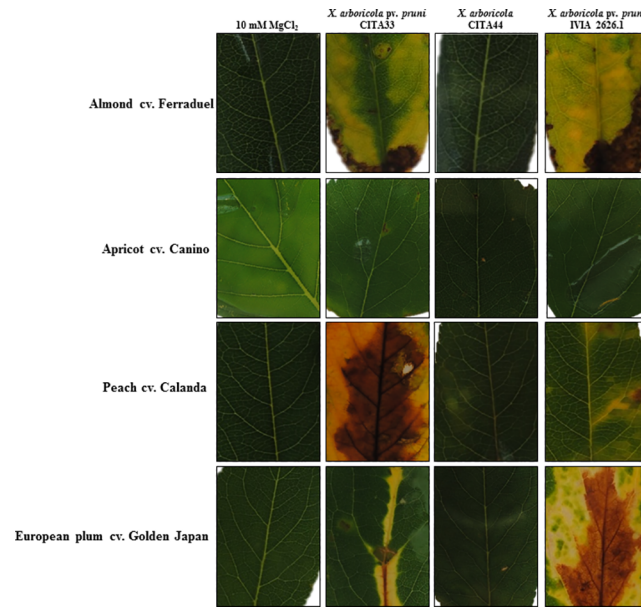 10 mM MgCl₂
X. arboricola pv. pruni
CITA33
X. arboricola
CITA44
X. arboricola pv. prun
IVIA 2626.1
Almond cv. Ferraduel
Apricot cv. Canino
Peach cv. Calanda
European plum cv. Golden Japan